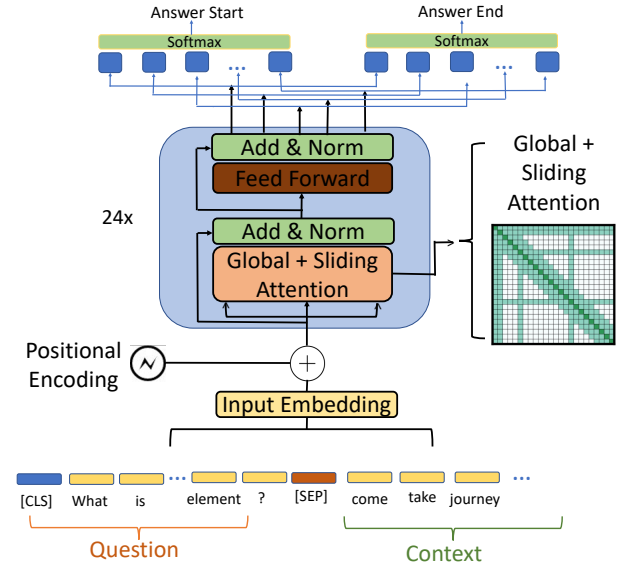 Answer Start
Answer End
Softmax
Softmax
...
...
Add & Norm
Feed Forward
24x
Add & Norm
Global + Sliding
Attention
Global +
Sliding
Attention
Positional
Encoding
Input Embedding
... ...
[CLS] What is element ? [SEP] come take journey
Question
Context